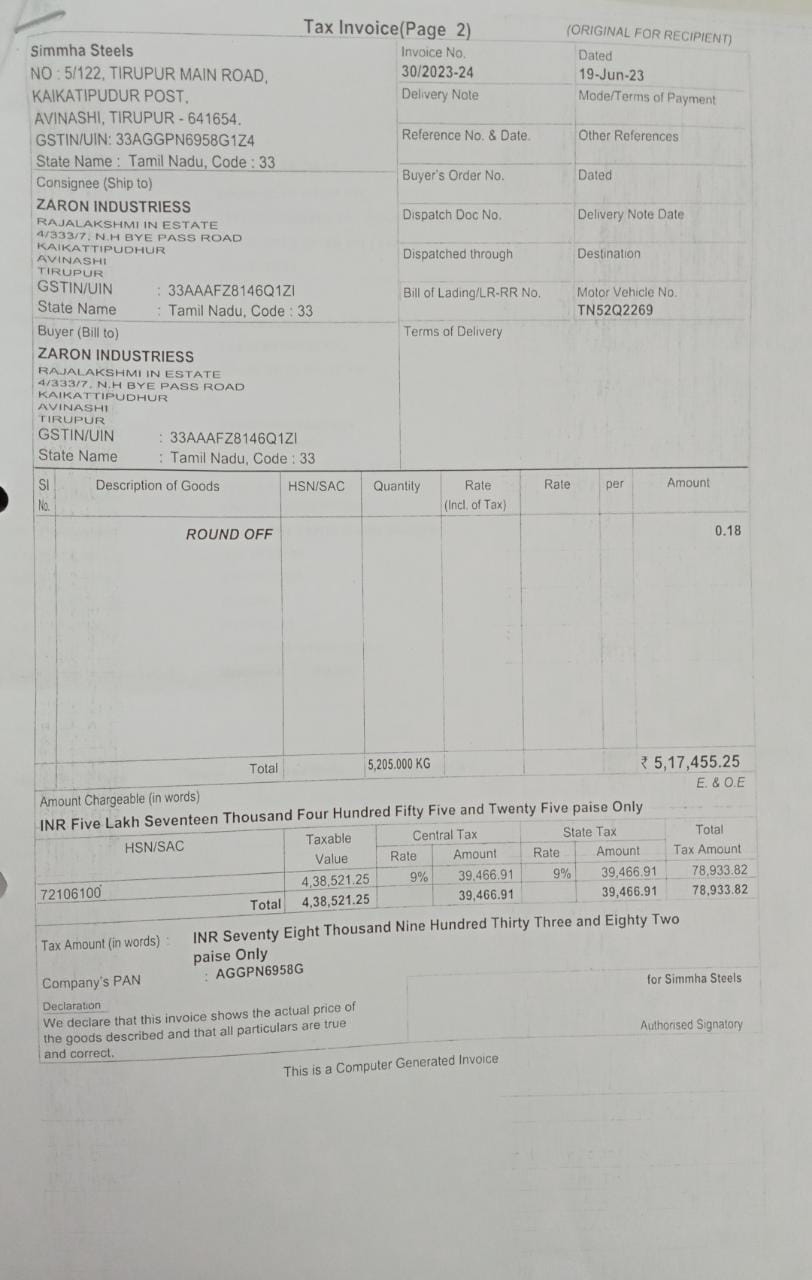 Tax Invoice(Page 2)
(ORIGINAL FOR RECIPIENT)
Simmha Steels
NO : 5/122, TIRUPUR MAIN ROAD,
KAIKATIPUDUR POST,
AVINASHI, TIRUPUR - 641654.
GSTIN/UIN: 33AGGPN6958G1Z4
State Name : Tamil Nadu, Code : 33
Invoice No.
30/2023-24
Dated
19-Jun-23
Delivery Note
Mode/Terms of Payment
Reference No. & Date.
Other References
Buyer's Order No.
Dated
Dispatch Doc No.
Delivery Note Date
Dispatched through
Destination
Bill of Lading/LR-RR No.
Motor Vehicle No.
TN52Q2269
Terms of Delivery
Consignee (Ship to)
ZARON INDUSTRIESS
RAJALAKSHMI IN ESTATE
4/333/7, N.H BYE PASS ROAD
KAIKATTIPUDHUR
AVINASHI
TIRUPUR
GSTIN/UIN : 33AAAFZ8146Q1ZI
State Name : Tamil Nadu, Code : 33
Buyer (Bill to)
ZARON INDUSTRIESS
RAJALAKSHMI IN ESTATE
4/333/7, N.H BYE PASS ROAD
KAIKATTIPUDHUR
AVINASHI
TIRUPUR
GSTIN/UIN : 33AAAFZ8146Q1ZI
State Name : Tamil Nadu, Code : 33
Sl No. Description of Goods HSN/SAC Quantity Rate (Incl. of Tax) Rate per Amount
ROUND OFF 0.18
Total 5,205.000 KG ₹ 5,17,455.25
E. & O.E
Amount Chargeable (in words)
INR Five Lakh Seventeen Thousand Four Hundred Fifty Five and Twenty Five paise Only
HSN/SAC Taxable Value Central Tax State Tax Total Tax Amount
Rate Amount Rate Amount
72106100 4,38,521.25 9% 39,466.91 9% 39,466.91 78,933.82
Total 4,38,521.25 39,466.91 39,466.91 78,933.82
Tax Amount (in words) : INR Seventy Eight Thousand Nine Hundred Thirty Three and Eighty Two
paise Only
Company's PAN : AGGPN6958G
Declaration
We declare that this invoice shows the actual price of
the goods described and that all particulars are true
and correct.
for Simmha Steels
Authorised Signatory
This is a Computer Generated Invoice